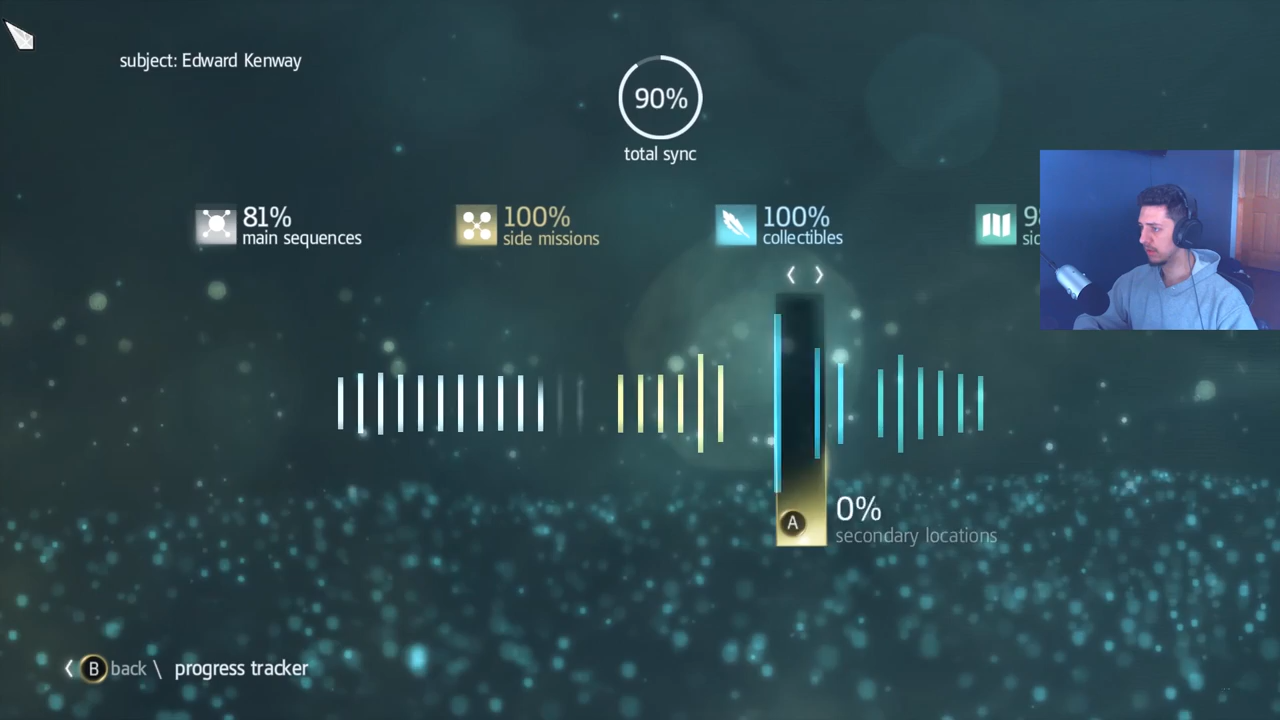 subject: Edward Kenway
90%
total sync
81%
main sequences
100%
side missions
100%
collectibles
A
0%
secondary locations
B back \ progress tracker